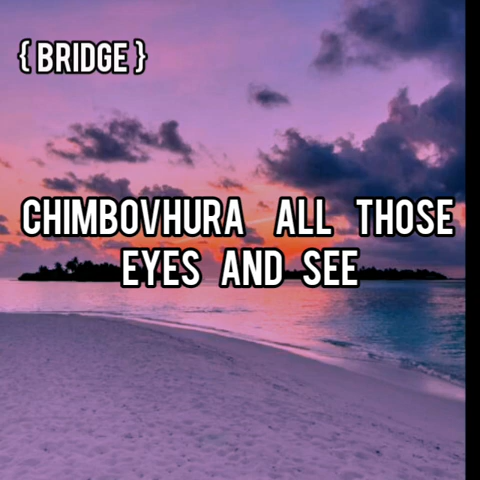 { BRIDGE }
CHIMBOVHURA ALL THOSE
EYES AND SEE